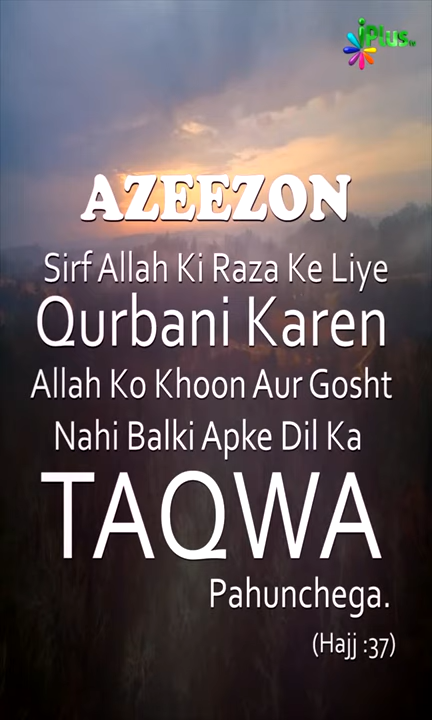 iPlus TV
AZEEZON
Sirf Allah Ki Raza Ke Liye
Qurbani Karen
Allah Ko Khoon Aur Gosht
Nahi Balki Apke Dil Ka
TAQWA
Pahunchega.
(Hajj :37)